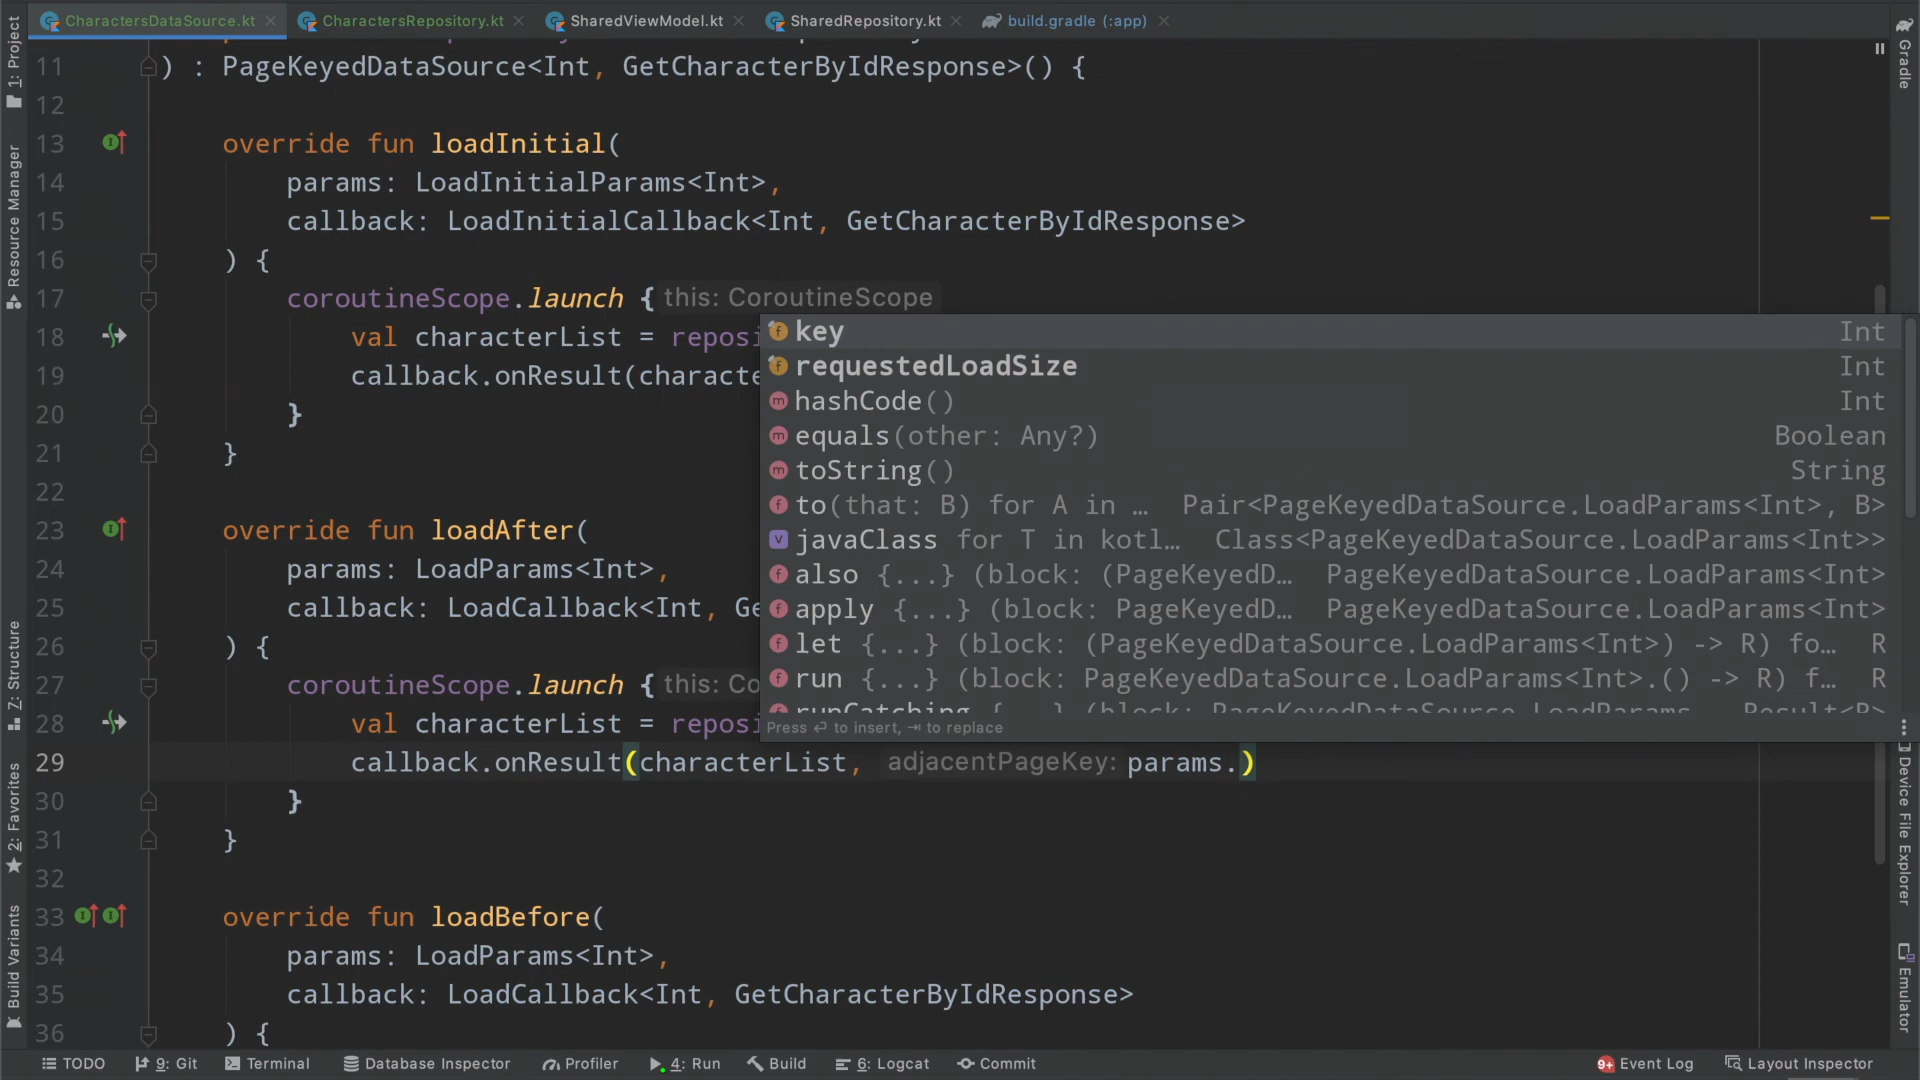 CharactersDataSource.kt
CharactersRepository.kt
SharedViewModel.kt
SharedRepository.kt
build.gradle (:app)
1: Project
Resource Manager
7: Structure
2: Favorites
Build Variants
11 ) : PageKeyedDataSource<Int, GetCharacterByIdResponse>() {
12
13 override fun loadInitial(
14 params: LoadInitialParams<Int>,
15 callback: LoadInitialCallback<Int, GetCharacterByIdResponse>
16 ) {
17 coroutineScope.launch { this: CoroutineScope
18 val characterList = reposi
19 callback.onResult(characte
20 }
21 }
22
23 override fun loadAfter(
24 params: LoadParams<Int>,
25 callback: LoadCallback<Int, Ge
26 ) {
27 coroutineScope.launch { this: Co
28 val characterList = reposi
29 callback.onResult(characterList, adjacentPageKey: params.)
30 }
31 }
32
33 override fun loadBefore(
34 params: LoadParams<Int>,
35 callback: LoadCallback<Int, GetCharacterByIdResponse>
36 ) {
key Int
requestedLoadSize Int
hashCode() Int
equals(other: Any?) Boolean
toString() String
to(that: B) for A in … Pair<PageKeyedDataSource.LoadParams<Int>, B>
javaClass for T in kotl… Class<PageKeyedDataSource.LoadParams<Int>>
also {...} (block: (PageKeyedD… PageKeyedDataSource.LoadParams<Int>
apply {...} (block: PageKeyedD… PageKeyedDataSource.LoadParams<Int>
let {...} (block: (PageKeyedDataSource.LoadParams<Int>) -> R) fo… R
run {...} (block: PageKeyedDataSource.LoadParams<Int>.() -> R) f… R
runCatching {...} (block: PageKeyedDataSource.LoadParams Result<R>
Press ⏎ to insert, ⇥ to replace
Gradle
Device File Explorer
Emulator
TODO
9: Git
Terminal
Database Inspector
Profiler
4: Run
Build
6: Logcat
Commit
9+ Event Log
Layout Inspector